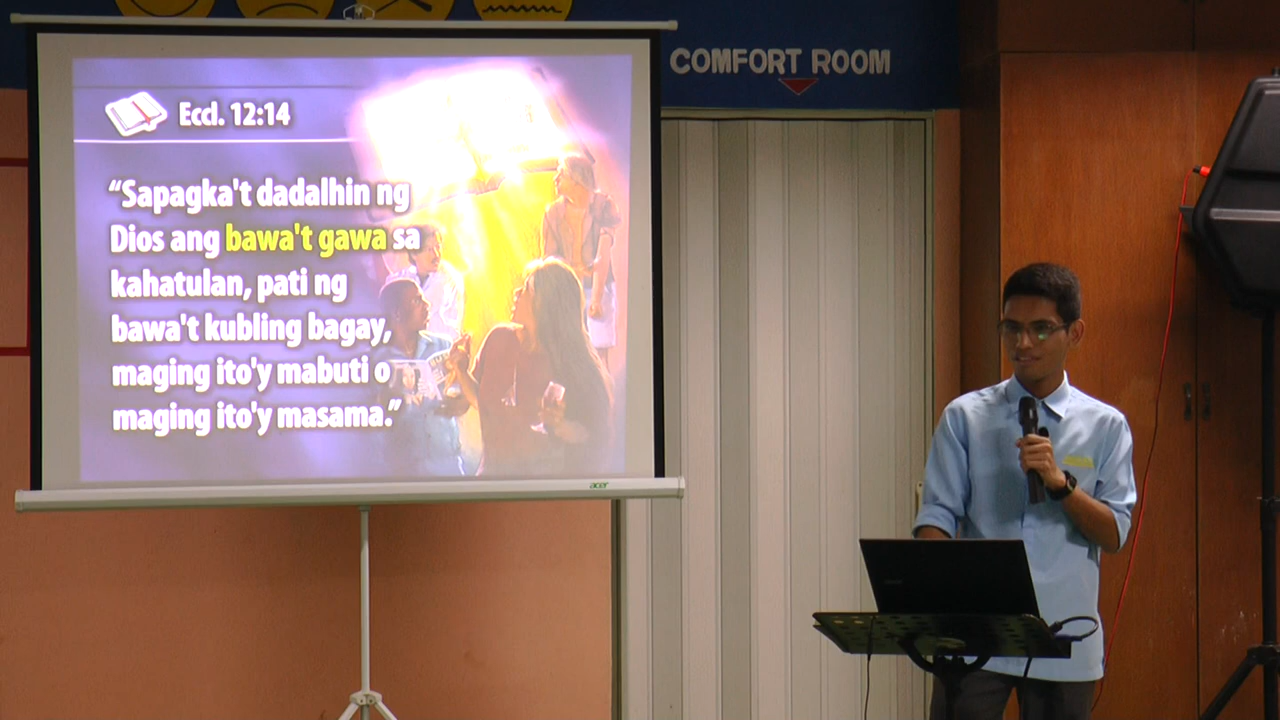 COMFORT ROOM
Eccl. 12:14
“Sapagka't dadalhin ng
Dios ang bawa't gawa sa
kahatulan, pati ng
bawa't kubling bagay,
maging ito'y mabuti o
maging ito'y masama.”
acer